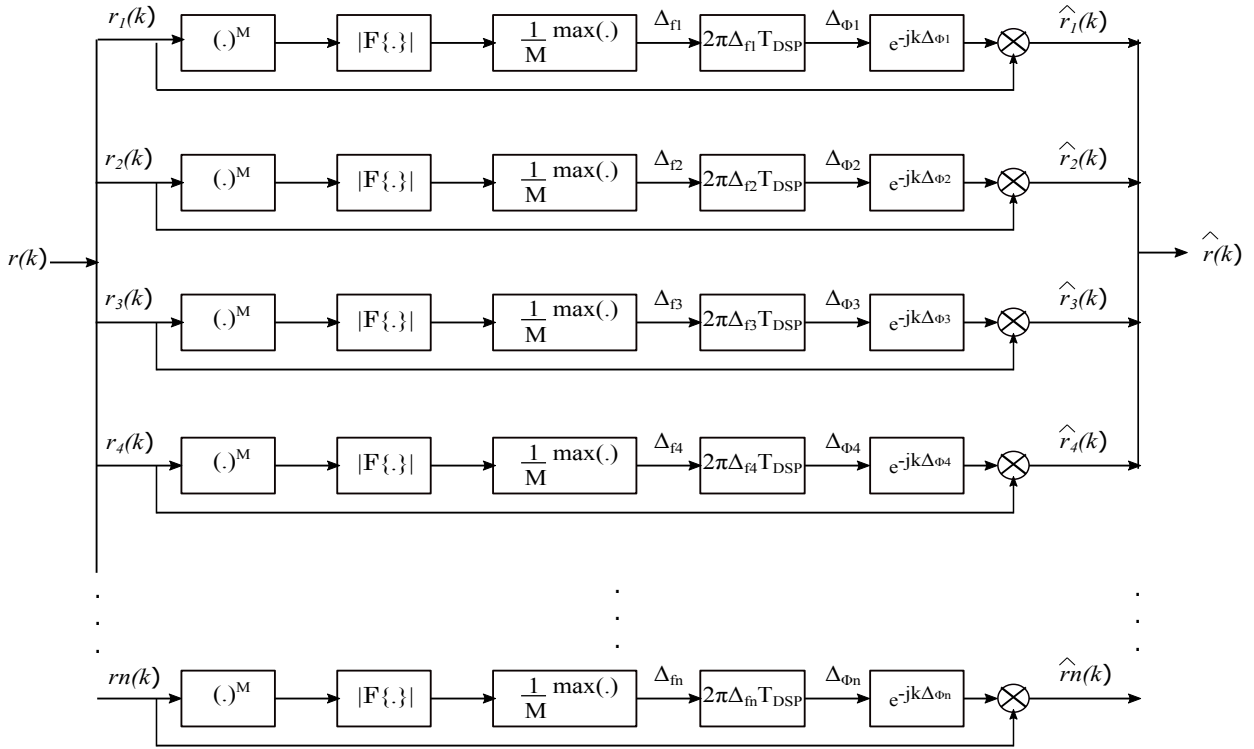 r₁(k) (.)ᴹ |F{.}| 1/M max(.) Δf1 2πΔf1TDSP ΔΦ1 e-jkΔΦ1 r̂₁(k)
r₂(k) (.)ᴹ |F{.}| 1/M max(.) Δf2 2πΔf2TDSP ΔΦ2 e-jkΔΦ2 r̂₂(k)
r(k) r̂(k)
r₃(k) (.)ᴹ |F{.}| 1/M max(.) Δf3 2πΔf3TDSP ΔΦ3 e-jkΔΦ3 r̂₃(k)
r₄(k) (.)ᴹ |F{.}| 1/M max(.) Δf4 2πΔf4TDSP ΔΦ4 e-jkΔΦ4 r̂₄(k)
. . .
. . .
. . .
rn(k) (.)ᴹ |F{.}| 1/M max(.) Δfn 2πΔfnTDSP ΔΦn e-jkΔΦn r̂n(k)